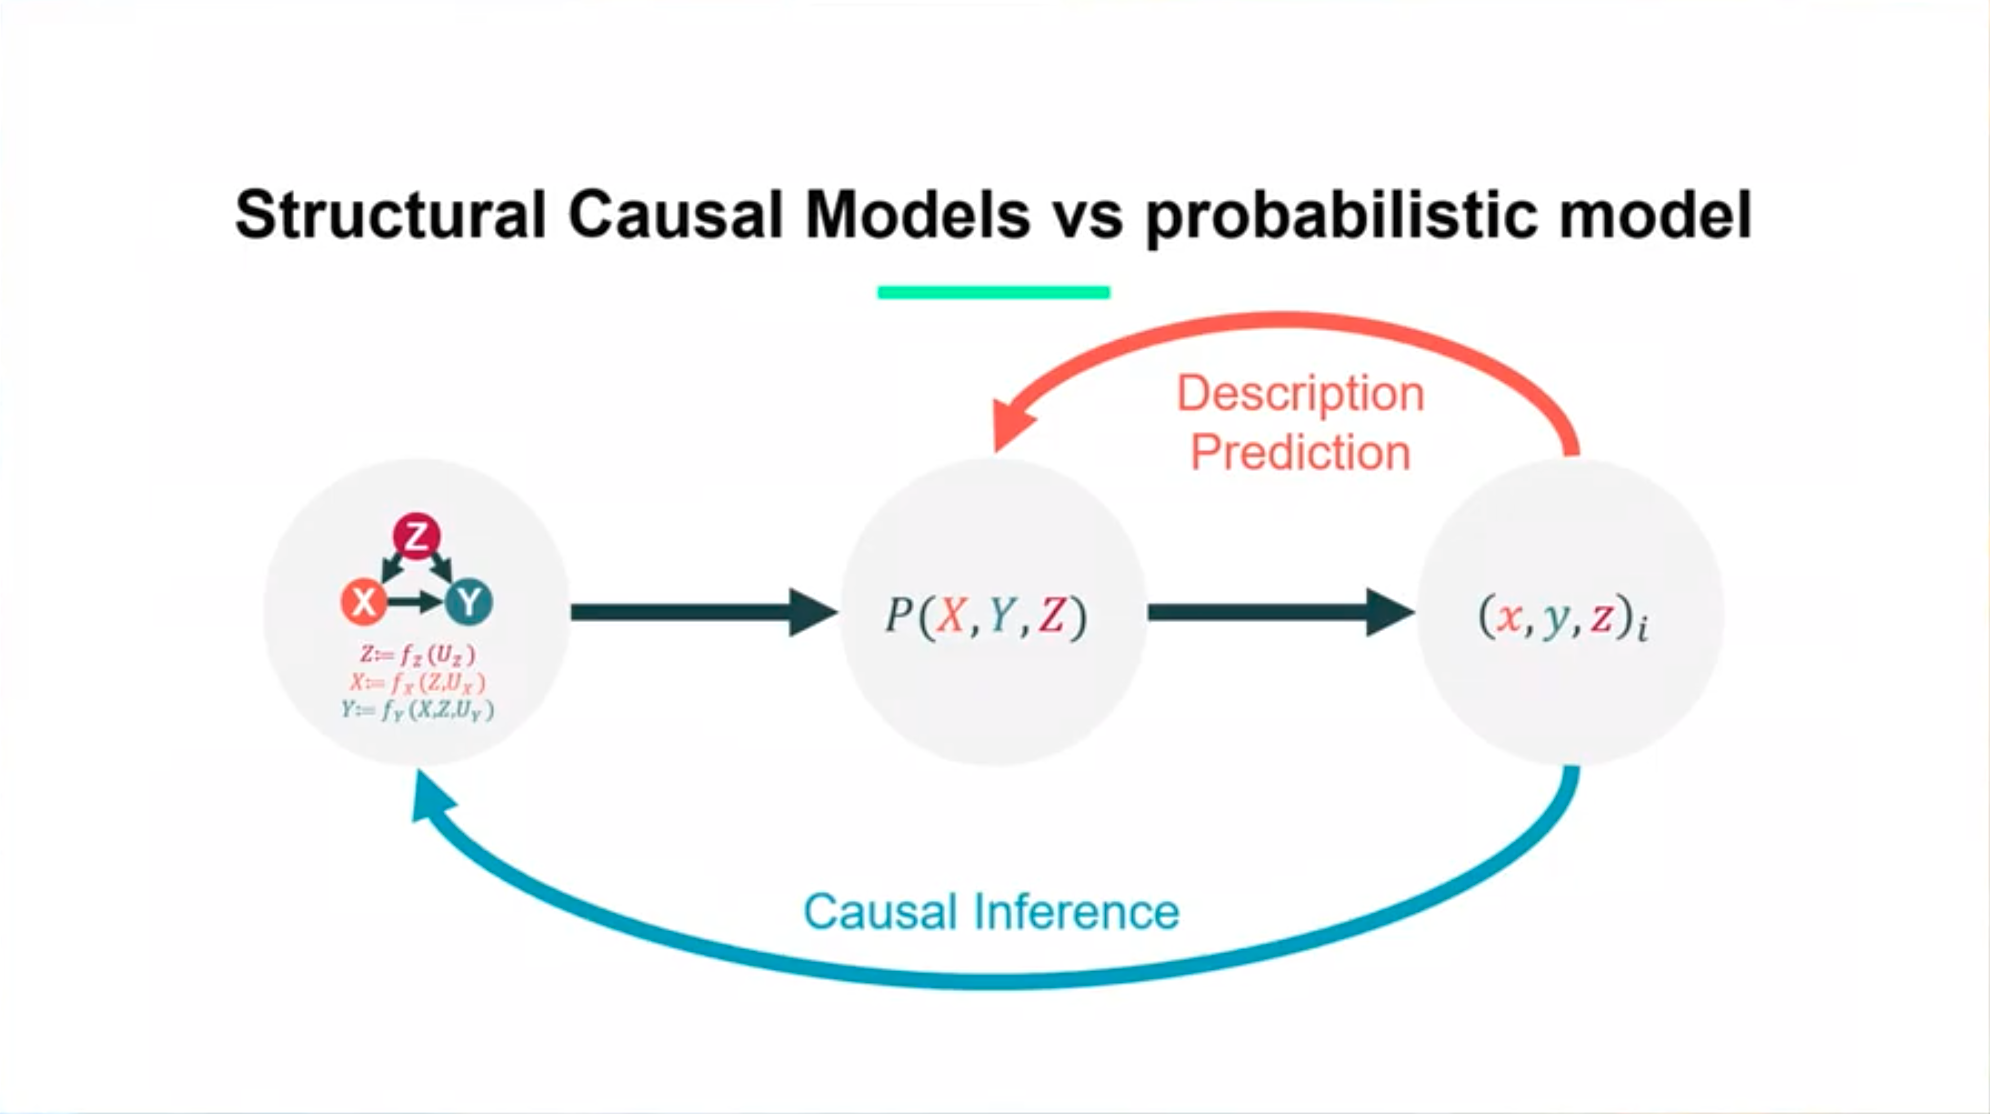 Structural Causal Models vs probabilistic model
Description
Prediction
Z
X
Y
Z:= f_Z(U_Z)
X:= f_X(Z,U_X)
Y:= f_Y(X,Z,U_Y)
P(X,Y,Z)
(x,y,z)_i
Causal Inference